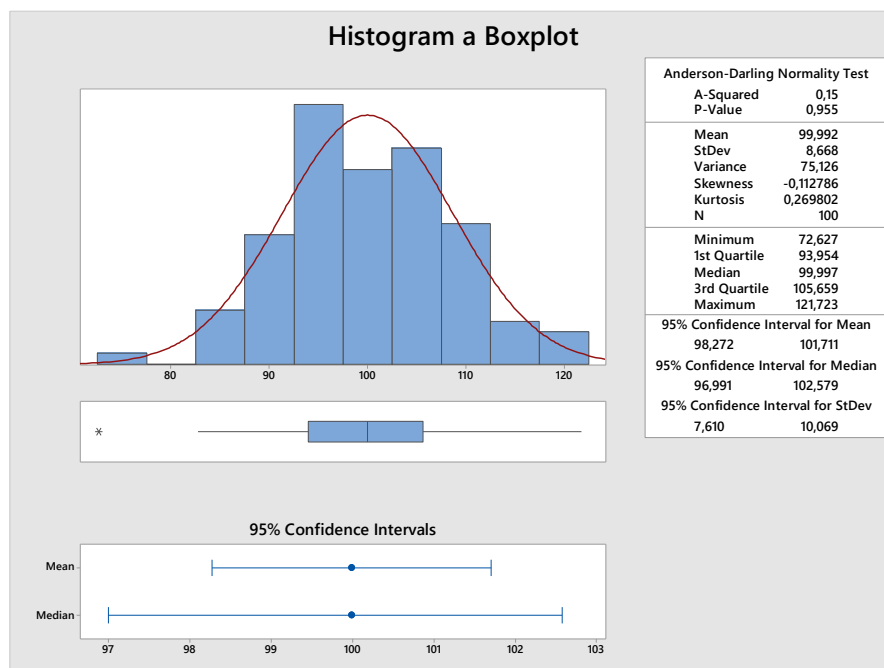 Histogram a Boxplot
80 90 100 110 120
*
95% Confidence Intervals
Mean
Median
97 98 99 100 101 102 103
Anderson-Darling Normality Test
A-Squared 0,15
P-Value 0,955
Mean 99,992
StDev 8,668
Variance 75,126
Skewness -0,112786
Kurtosis 0,269802
N 100
Minimum 72,627
1st Quartile 93,954
Median 99,997
3rd Quartile 105,659
Maximum 121,723
95% Confidence Interval for Mean
98,272 101,711
95% Confidence Interval for Median
96,991 102,579
95% Confidence Interval for StDev
7,610 10,069